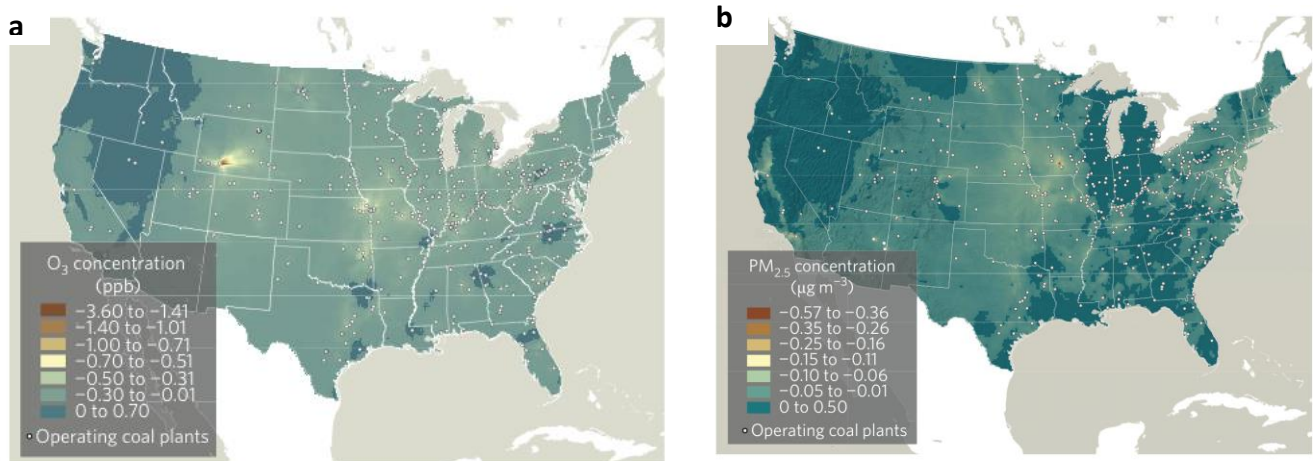 a
O₃ concentration
(ppb)
−3.60 to −1.41
−1.40 to −1.01
−1.00 to −0.71
−0.70 to −0.51
−0.50 to −0.31
−0.30 to −0.01
0 to 0.70
Operating coal plants
b
PM₂.₅ concentration
(μg m⁻³)
−0.57 to −0.36
−0.35 to −0.26
−0.25 to −0.16
−0.15 to −0.11
−0.10 to −0.06
−0.05 to −0.01
0 to 0.50
Operating coal plants